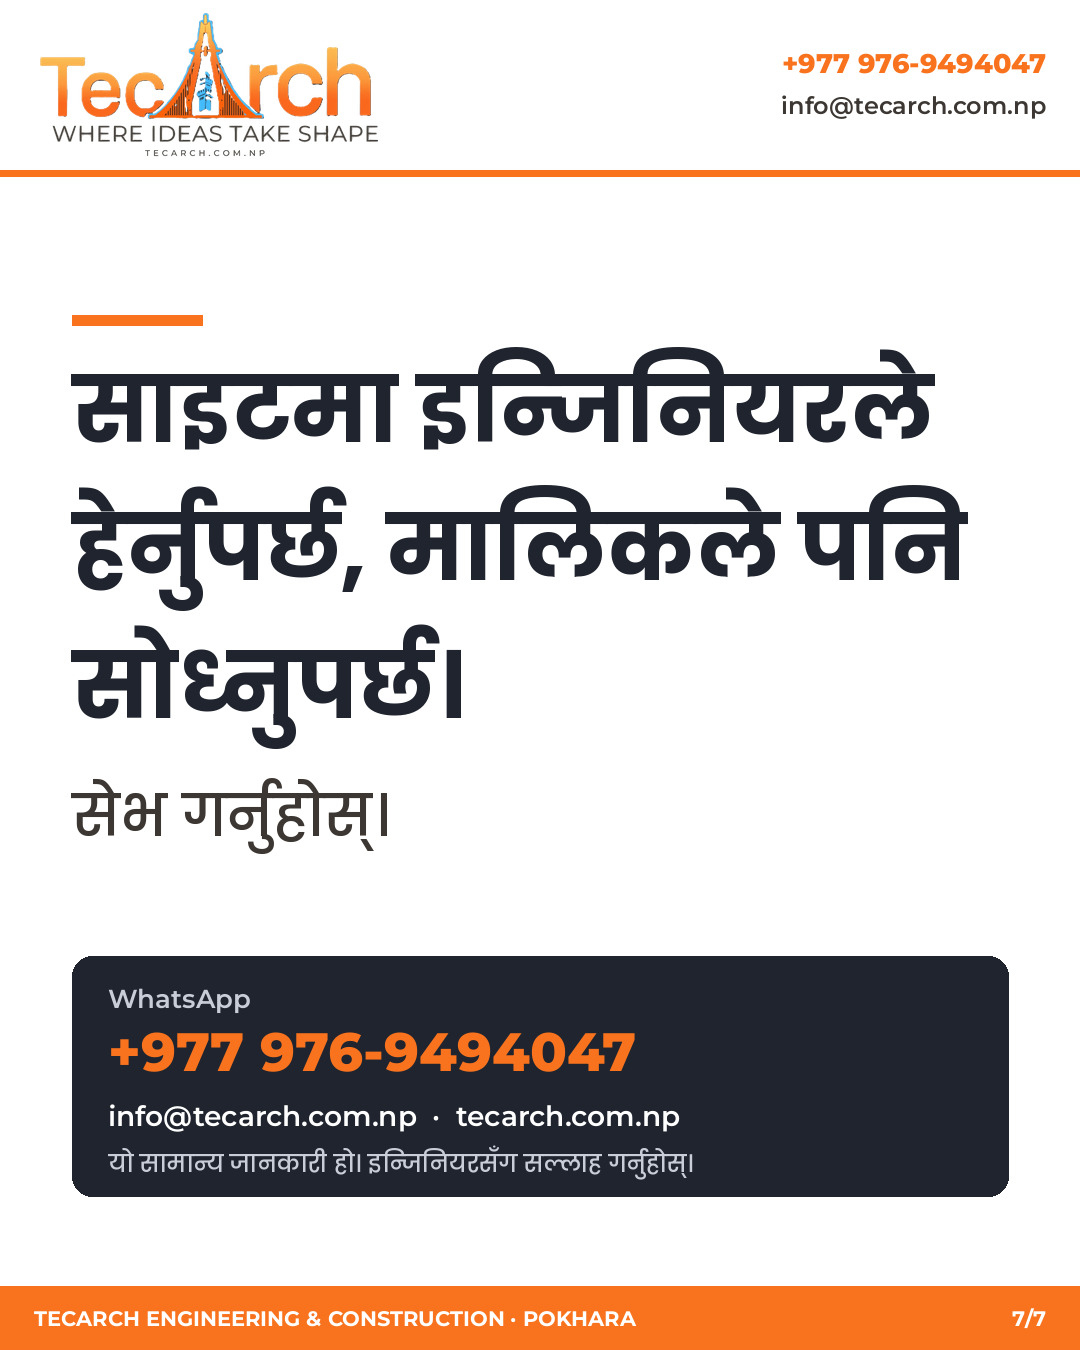 TecArch
WHERE IDEAS TAKE SHAPE
TECARCH.COM.NP
+977 976-9494047
info@tecarch.com.np
साइटमा इन्जिनियरले
हेर्नुपर्छ, मालिकले पनि
सोध्नुपर्छ।
सेभ गर्नुहोस्।
WhatsApp
+977 976-9494047
info@tecarch.com.np · tecarch.com.np
यो सामान्य जानकारी हो। इन्जिनियरसँग सल्लाह गर्नुहोस्।
TECARCH ENGINEERING & CONSTRUCTION · POKHARA
7/7